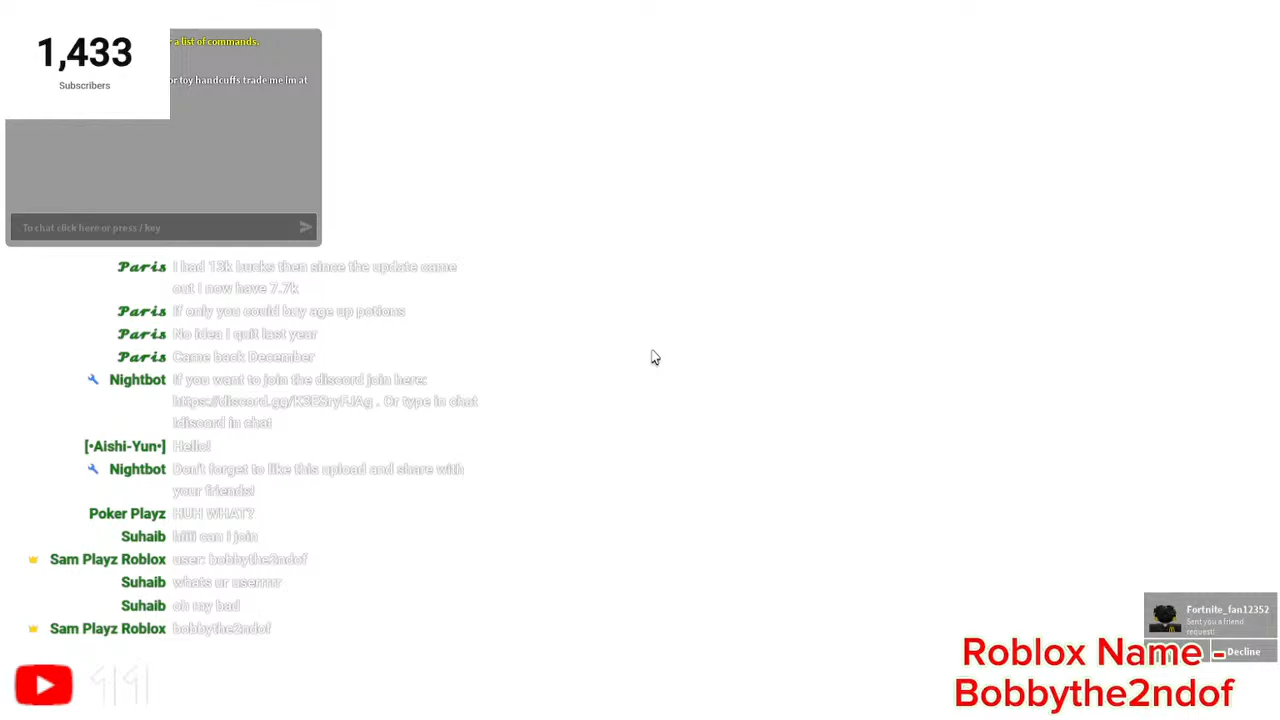 1,433
Subscribers
a list of commands.
or toy handcuffs trade me im at
To chat click here or press / key
Paris I had 13k bucks then since the update came
out I now have 7.7k
Paris If only you could buy age up potions
Paris No idea I quit last year
Paris Came back December
Nightbot If you want to join the discord join here:
https://discord.gg/K3ESryFJAg . Or type in chat
!discord in chat
[•Aishi-Yun•] Hello!
Nightbot Don't forget to like this upload and share with
your friends!
Poker Playz HUH WHAT?
Suhaib hiiii can I join
Sam Playz Roblox user: bobbythe2ndof
Suhaib whats ur userrnr
Suhaib oh my bad
Sam Playz Roblox bobbythe2ndof
Fortnite_fan12352
Sent you a friend
request!
Decline
Roblox Name -
Bobbythe2ndof